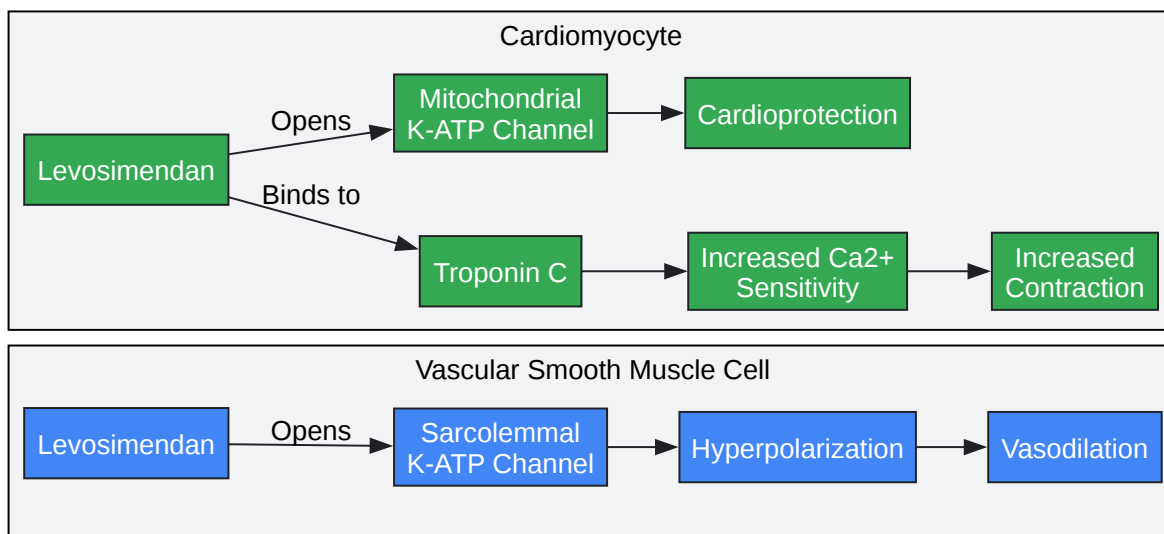 Cardiomyocyte
Opens
Mitochondrial
K-ATP Channel
Cardioprotection
Levosimendan
Binds to
Troponin C
Increased Ca2+
Sensitivity
Increased
Contraction
Vascular Smooth Muscle Cell
Levosimendan
Opens
Sarcolemmal
K-ATP Channel
Hyperpolarization
Vasodilation